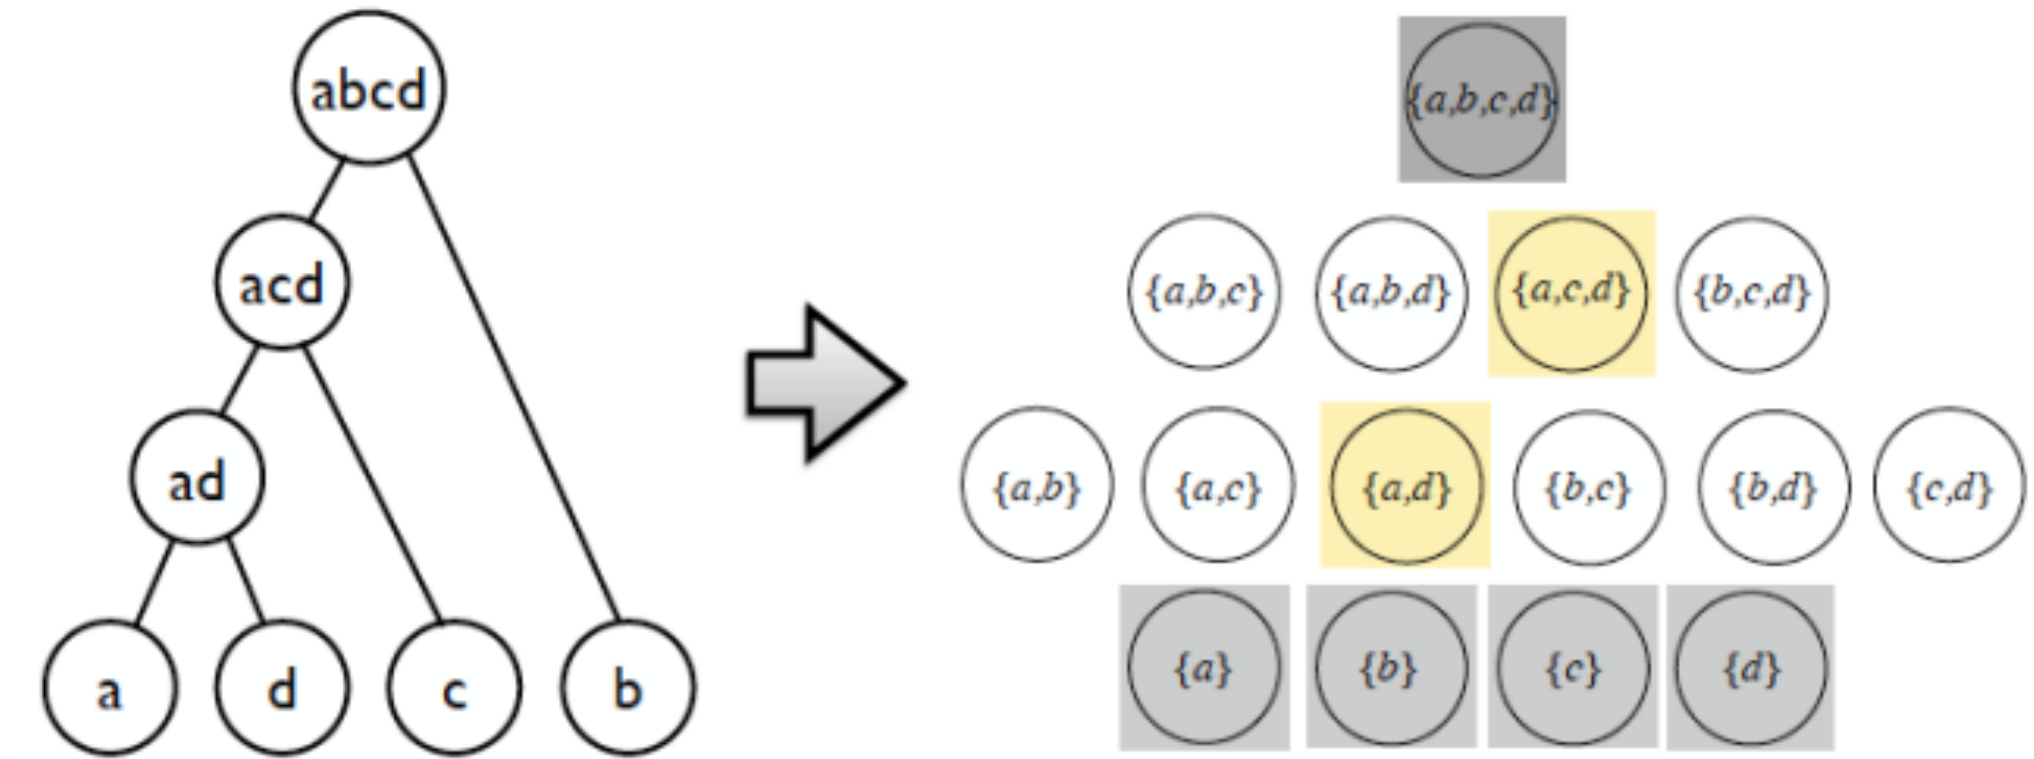 abcd
acd
ad
a d c b
{a,b,c,d}
{a,b,c} {a,b,d} {a,c,d} {b,c,d}
{a,b} {a,c} {a,d} {b,c} {b,d} {c,d}
{a} {b} {c} {d}